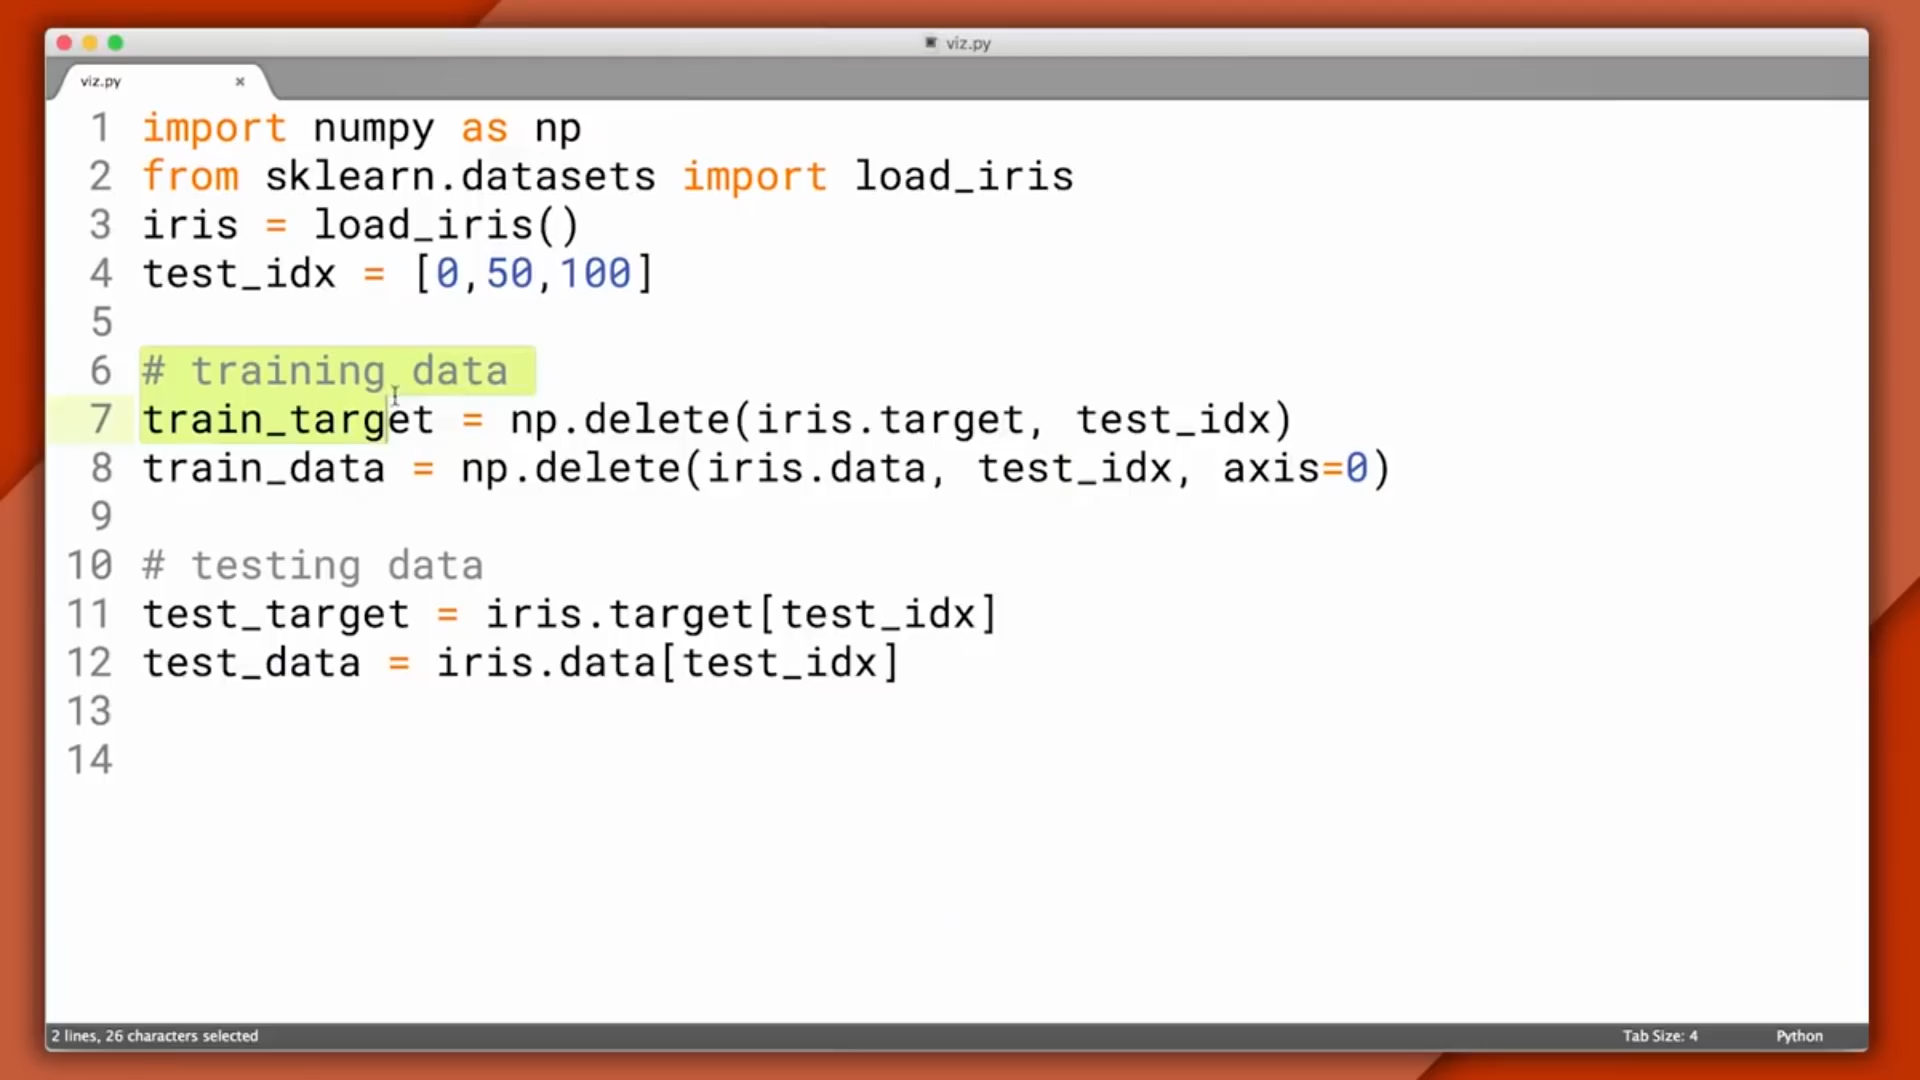 viz.py
viz.py ×
1 import numpy as np
2 from sklearn.datasets import load_iris
3 iris = load_iris()
4 test_idx = [0,50,100]
5
6 # training data
7 train_target = np.delete(iris.target, test_idx)
8 train_data = np.delete(iris.data, test_idx, axis=0)
9
10 # testing data
11 test_target = iris.target[test_idx]
12 test_data = iris.data[test_idx]
13
14
2 lines, 26 characters selected Tab Size: 4 Python